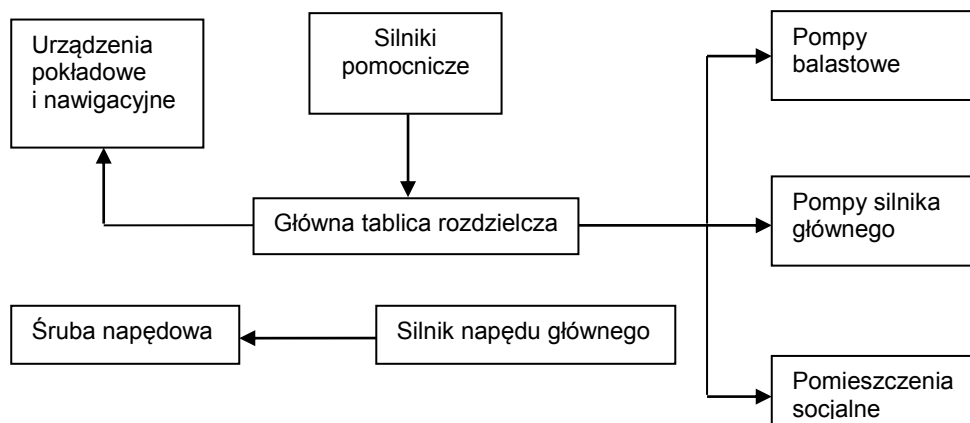 Urządzenia
pokładowe
i nawigacyjne
Silniki
pomocnicze
Pompy
balastowe
Główna tablica rozdzielcza
Pompy silnika
głównego
Śruba napędowa
Silnik napędu głównego
Pomieszczenia
socjalne